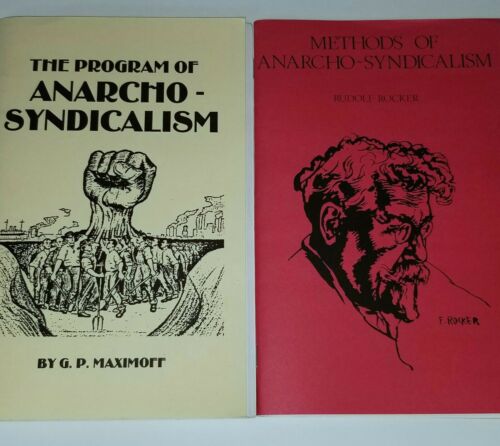 THE PROGRAM OF
ANARCHO -
SYNDICALISM
BY G. P. MAXIMOFF
METHODS OF
ANARCHO-SYNDICALISM
RUDOLF ROCKER
F. ROCKER